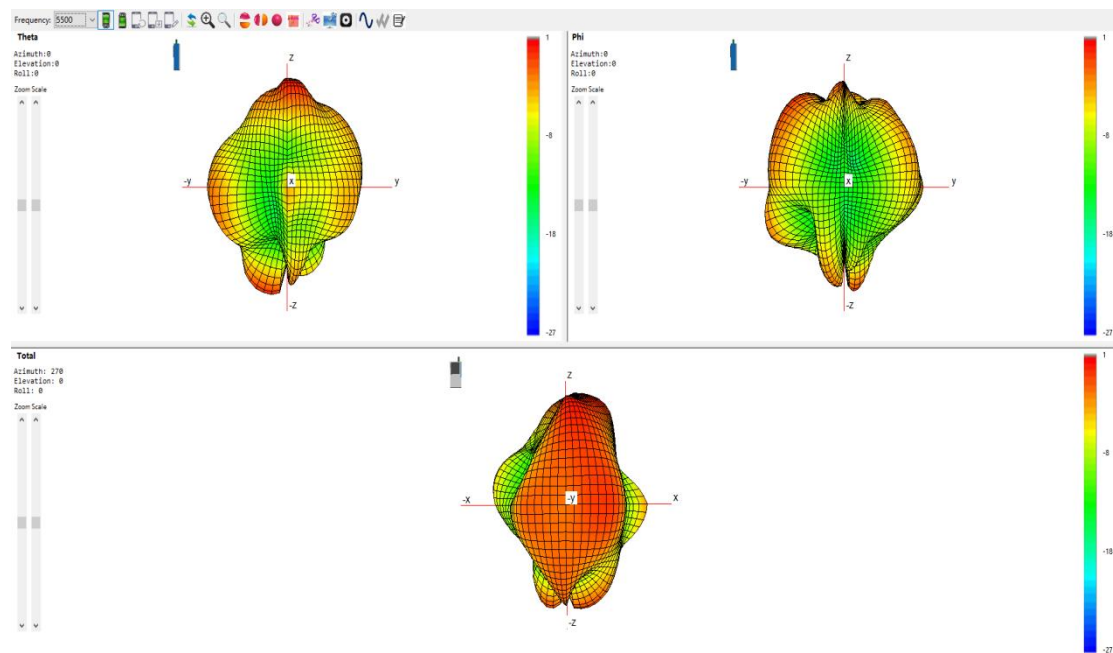 Frequency: 5500
Theta
Azimuth:0
Elevation:0
Roll:0
Zoom Scale
z
-y
x
y
-z
1
-8
-18
-27
Phi
Azimuth:0
Elevation:0
Roll:0
Zoom Scale
z
-y
x
y
-z
1
-8
-18
-27
Total
Azimuth: 270
Elevation: 0
Roll: 0
Zoom Scale
z
-x
-y
x
-z
1
-8
-18
-27